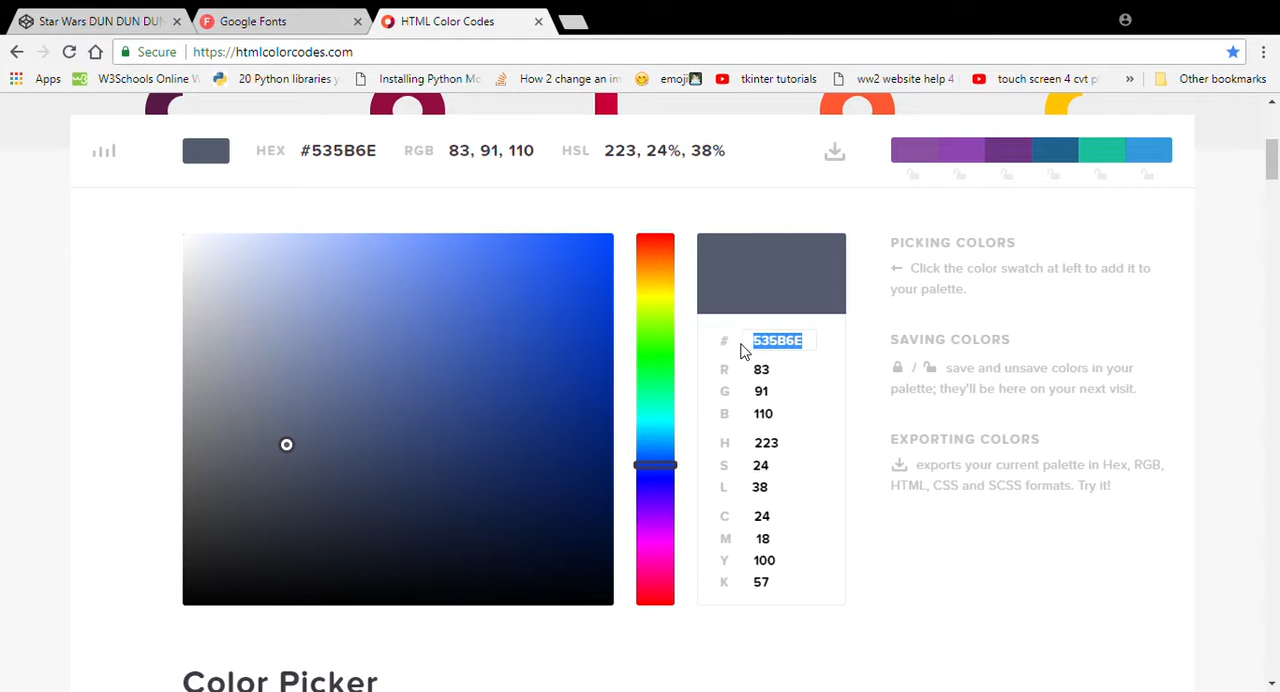 Star Wars DUN DUN DUN
Google Fonts
HTML Color Codes
Secure
https://htmlcolorcodes.com
Apps
W3Schools Online
20 Python libraries y
Installing Python Mo
How 2 change an im
emoji
tkinter tutorials
ww2 website help 4
touch screen 4 cvt
»
Other bookmarks
HEX #535B6E RGB 83, 91, 110 HSL 223, 24%, 38%
# 535B6E
R 83
G 91
B 110
H 223
S 24
L 38
C 24
M 18
Y 100
K 57
PICKING COLORS
← Click the color swatch at left to add it to
your palette.
SAVING COLORS
/ save and unsave colors in your
palette; they'll be here on your next visit.
EXPORTING COLORS
exports your current palette in Hex, RGB,
HTML, CSS and SCSS formats. Try it!
Color Picker